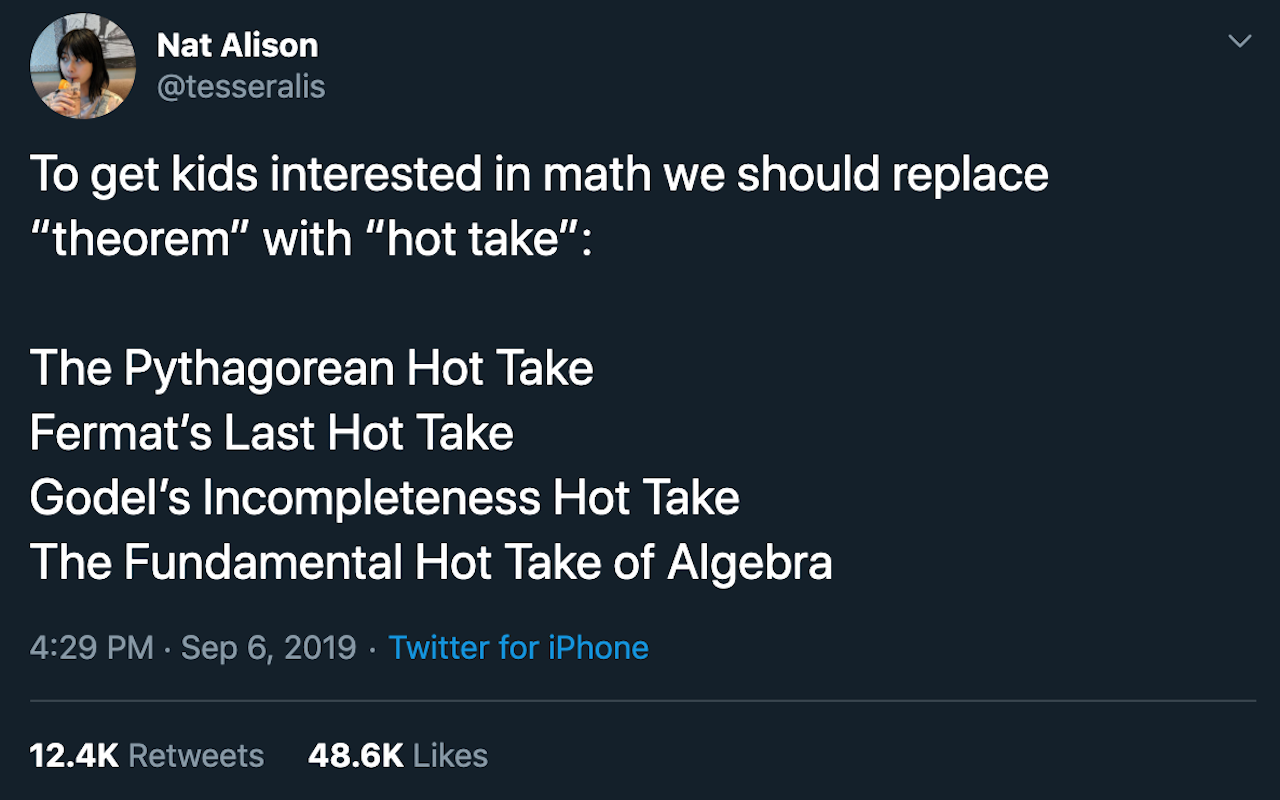 Nat Alison
@tesseralis
To get kids interested in math we should replace
“theorem” with “hot take”:
The Pythagorean Hot Take
Fermat’s Last Hot Take
Godel’s Incompleteness Hot Take
The Fundamental Hot Take of Algebra
4:29 PM · Sep 6, 2019 · Twitter for iPhone
12.4K Retweets 48.6K Likes